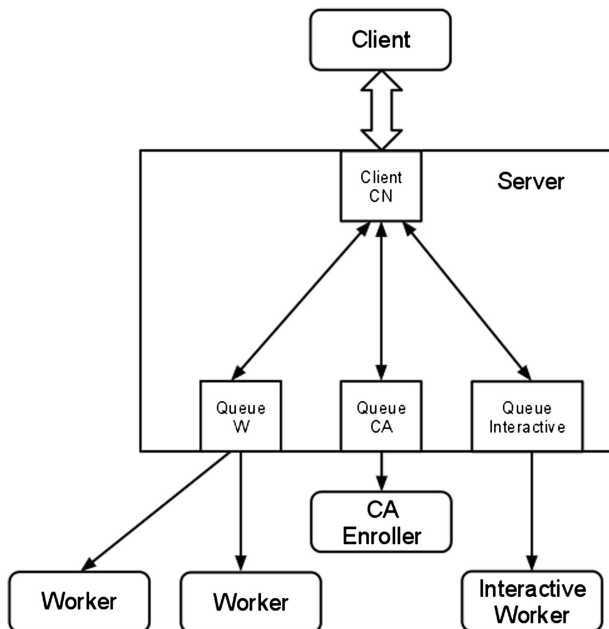 Client
Client
CN
Server
Queue
W
Queue
CA
Queue
Interactive
CA
Enroller
Worker
Worker
Interactive
Worker